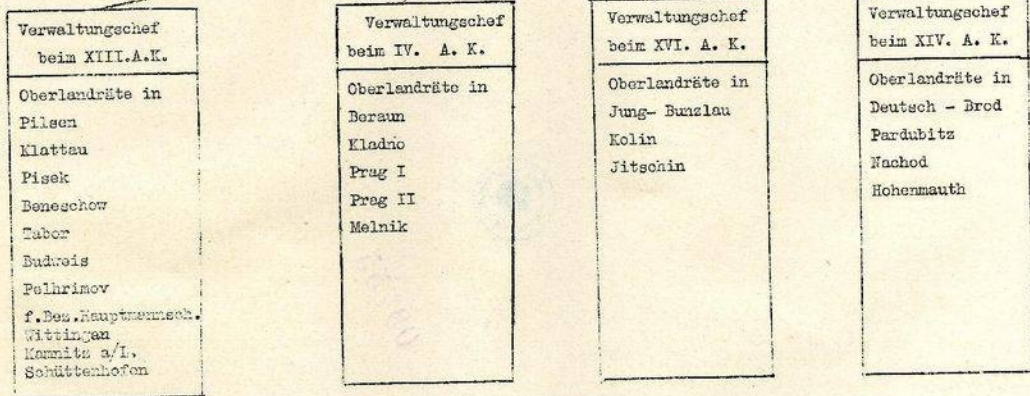 Verwaltungschef
beim XIII.A.K.
Oberlandräte in
Pilsen
Klattau
Pisek
Beneschow
Tabor
Budweis
Pelhrimov
f.Bez.Hauptmannsch.
Wittingan
Kamnitz a/L.
Schüttenhofen
Verwaltungschef
beim IV. A. K.
Oberlandräte in
Beraun
Kladno
Prag I
Prag II
Melnik
Verwaltungschef
beim XVI. A. K.
Oberlandräte in
Jung- Bunzlau
Kolin
Jitschin
Verwaltungschef
beim XIV. A. K.
Oberlandräte in
Deutsch - Brod
Pardubitz
Nachod
Hohenmauth